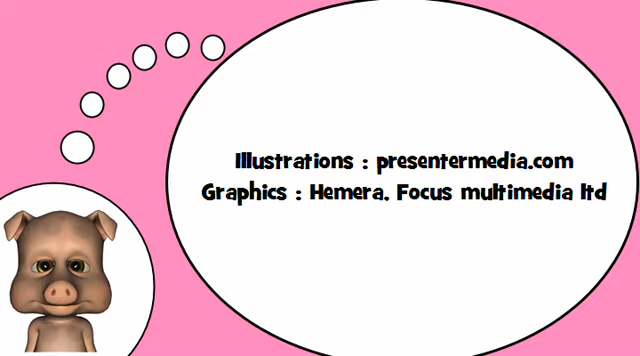 Illustrations : presentermedia.com
Graphics : Hemera. Focus multimedia ltd